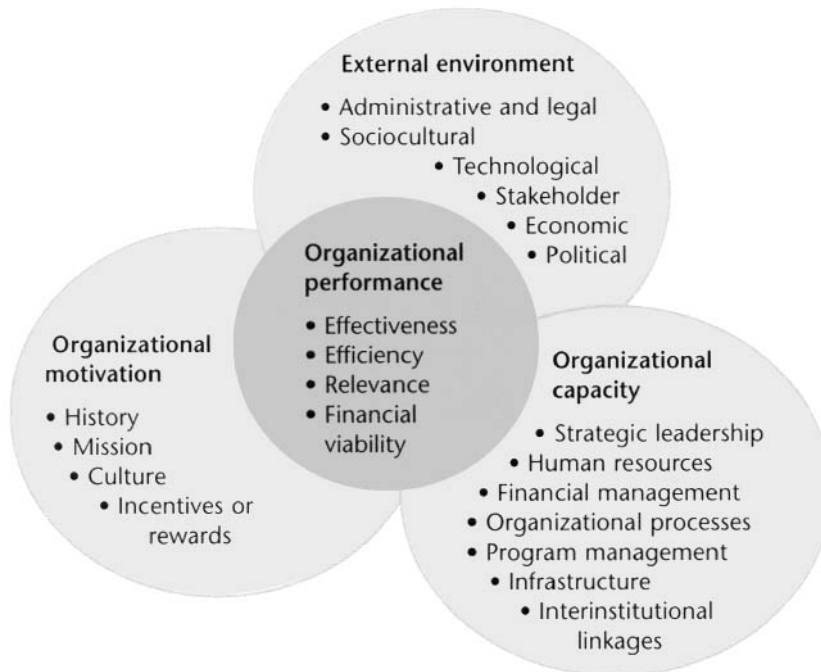 External environment
• Administrative and legal
• Sociocultural
• Technological
• Stakeholder
• Economic
• Political
Organizational
performance
• Effectiveness
• Efficiency
• Relevance
• Financial
viability
Organizational
motivation
• History
• Mission
• Culture
• Incentives or
rewards
Organizational
capacity
• Strategic leadership
• Human resources
• Financial management
• Organizational processes
• Program management
• Infrastructure
• Interinstitutional
linkages